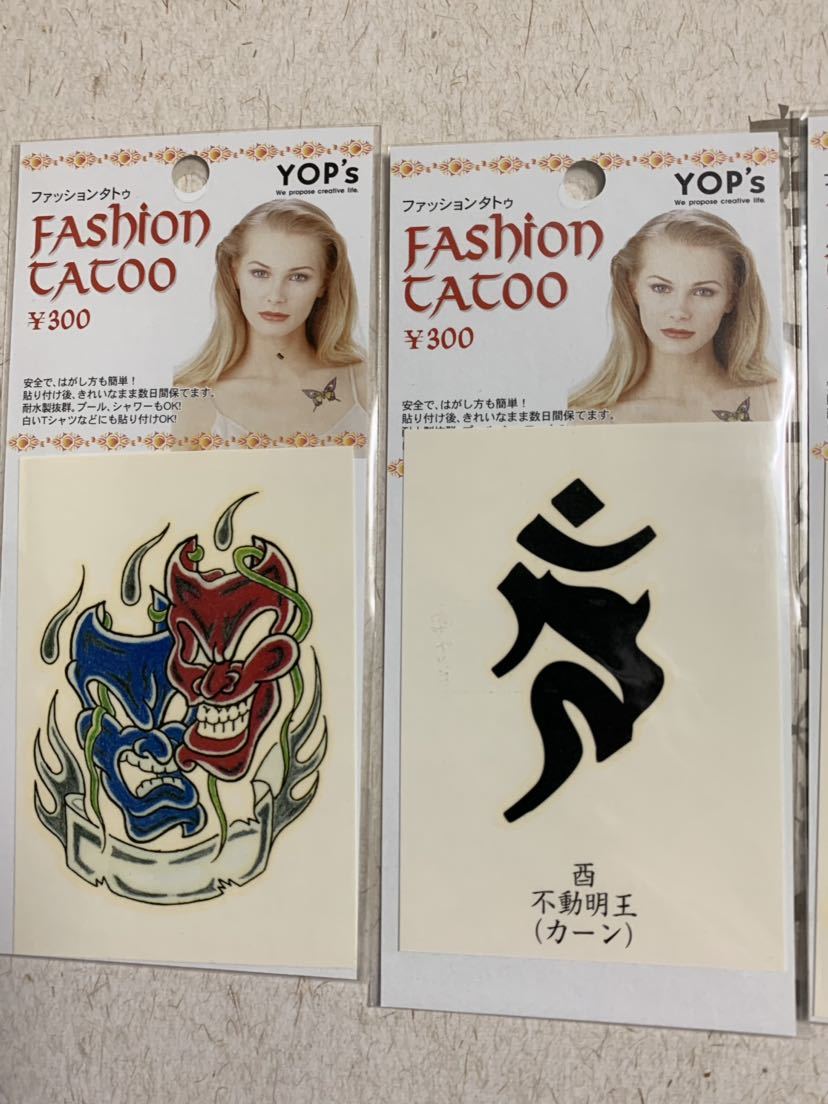 YOP's
We propose creative life.
ファッションタトゥ
FAShion
TATOO
¥300
安全で、はがし方も簡単!
貼り付け後、きれいなまま数日間保てます。
耐水製抜群。プール、シャワーもOK!
白いTシャツなどにも貼り付けOK!
YOP's
We propose creative life.
ファッションタトゥ
FAShion
TATOO
¥300
安全で、はがし方も簡単!
貼り付け後、きれいなまま数日間保てます。
酉
不動明王
(カーン)